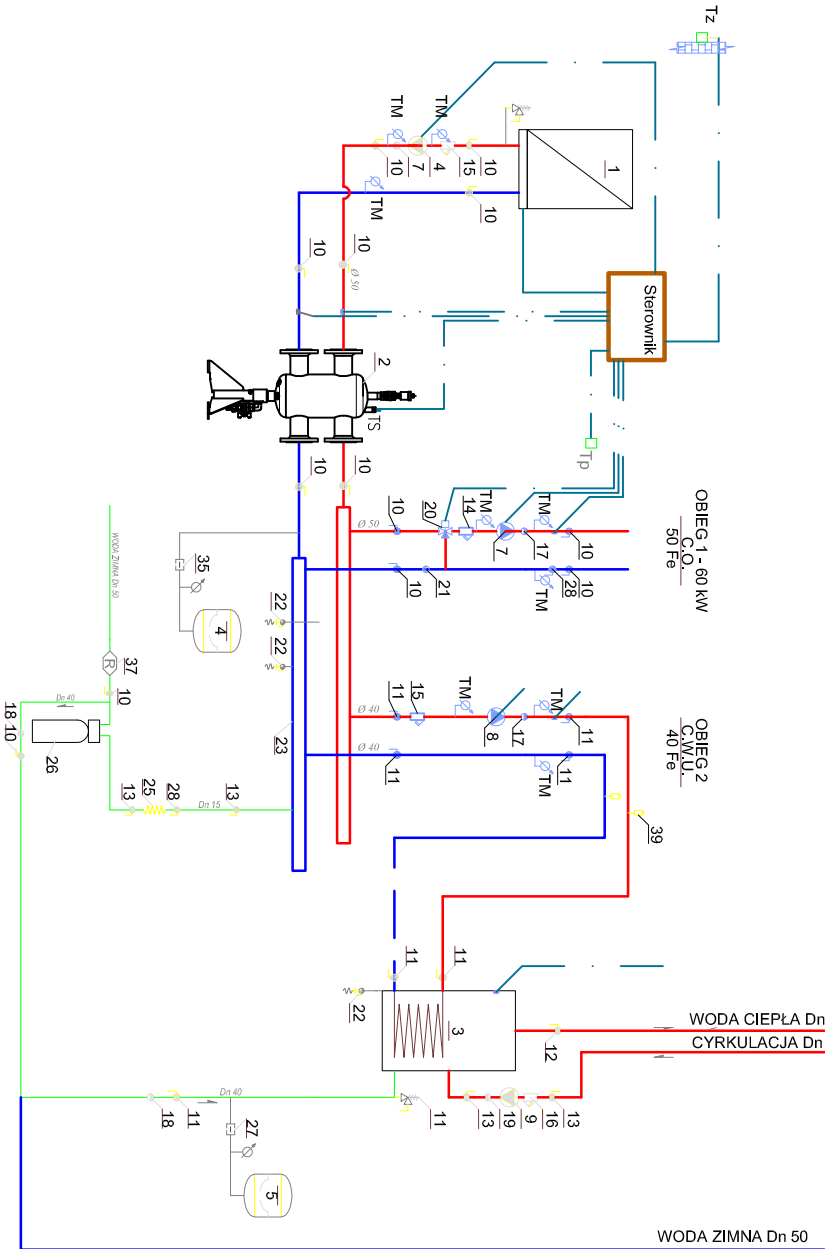 Tz
TM
TM
10
7
4
15
10
1
TM
10
10
10
Ø 50
Sterownik
2
TS
Tp
10
10
OBIEG 1 - 60 kW
C.O.
50 Fe
Ø 50
10
20
14
TM
7
17
TM
10
10
21
TM
28
10
WODA ZIMNA Dn 50
35
4
22
22
23
37
R
10
Dn 40
18
10
26
13
25
28
Dn 15
13
OBIEG 2
C.W.U.
40 Fe
Ø 40
11
15
TM
8
17
TM
11
Ø 40
11
TM
11
39
11
11
3
22
12
WODA CIEPŁA Dn
CYRKULACJA Dn
13
19
9
16
13
11
Dn 40
18
11
27
5
WODA ZIMNA Dn 50